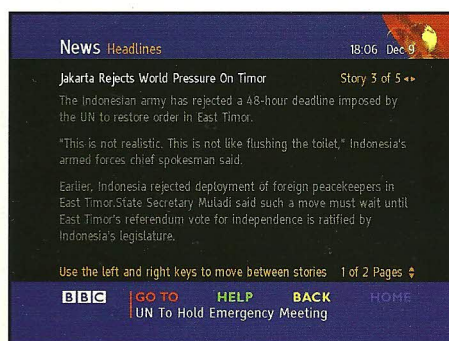 News Headlines 18:06 Dec 9
Jakarta Rejects World Pressure On Timor Story 3 of 5
The Indonesian army has rejected a 48-hour deadline imposed by
the UN to restore order in East Timor.
"This is not realistic. This is not like flushing the toilet," Indonesia's
armed forces chief spokesman said.
Earlier, Indonesia rejected deployment of foreign peacekeepers in
East Timor.State Secretary Muladi said such a move must wait until
East Timor's referendum vote for independence is ratified by
Indonesia's legislature.
Use the left and right keys to move between stories 1 of 2 Pages
BBC GO TO HELP BACK HOME
UN To Hold Emergency Meeting